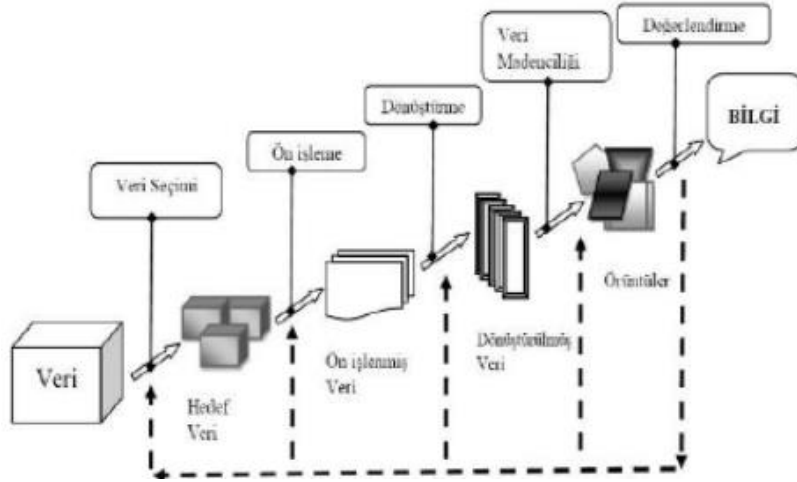 Değerlendirme
Veri
Madenciliği
BİLGİ
Dönüştürme
Ön işleme
Veri Seçimi
Örüntüler
Dönüştürülmüş
Veri
Ön işlenmiş
Veri
Veri
Hedef
Veri